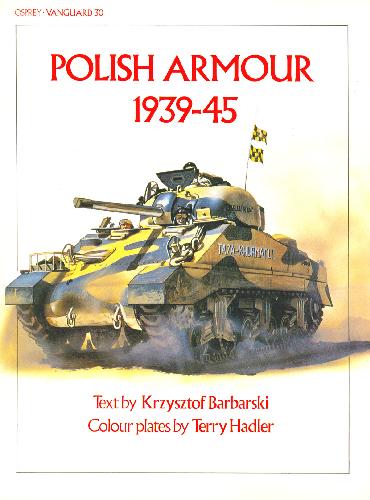 OSPREY · VANGUARD 30
POLISH ARMOUR
1939-45
Text by Krzysztof Barbarski
Colour plates by Terry Hadler